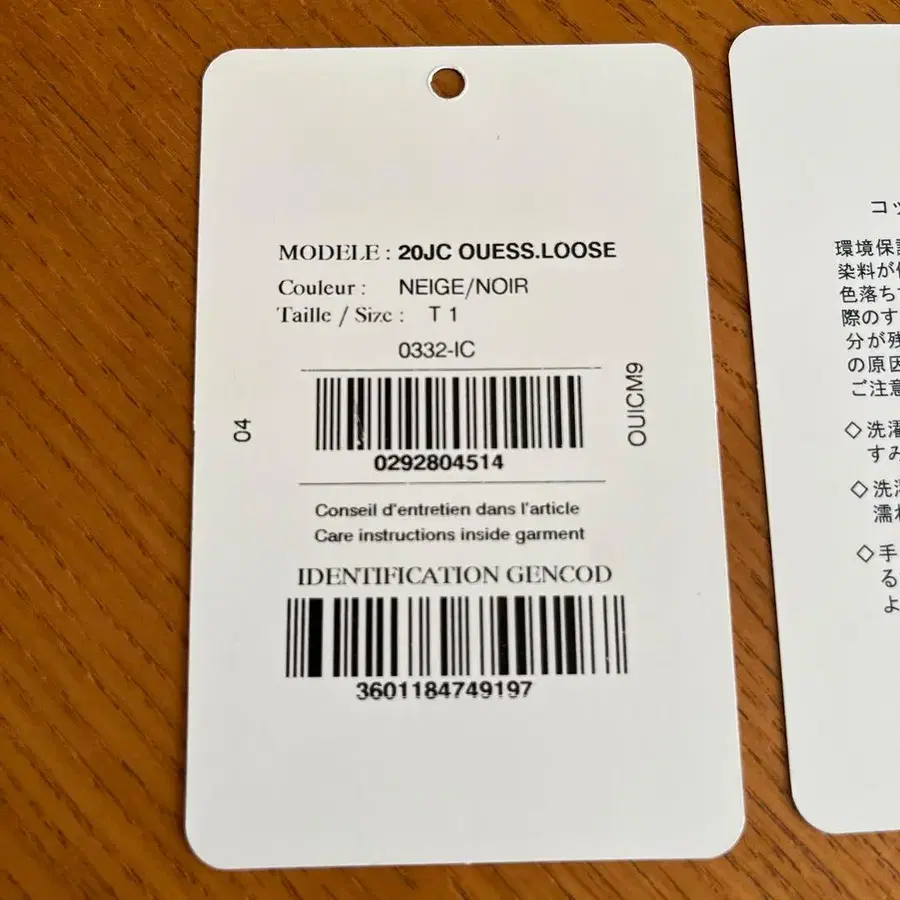 MODELE : 20JC OUESS.LOOSE
Couleur : NEIGE/NOIR
Taille / Size : T 1
0332-IC
04
OUICM9
0292804514
Conseil d'entretien dans l'article
Care instructions inside garment
IDENTIFICATION GENCOD
3601184749197
コッ
環境保護
染料が
色落ち
際のす
分が残
の原因
ご注意
◇洗濯
すみ
◇洗濯
濡れ
◇手
る
よ